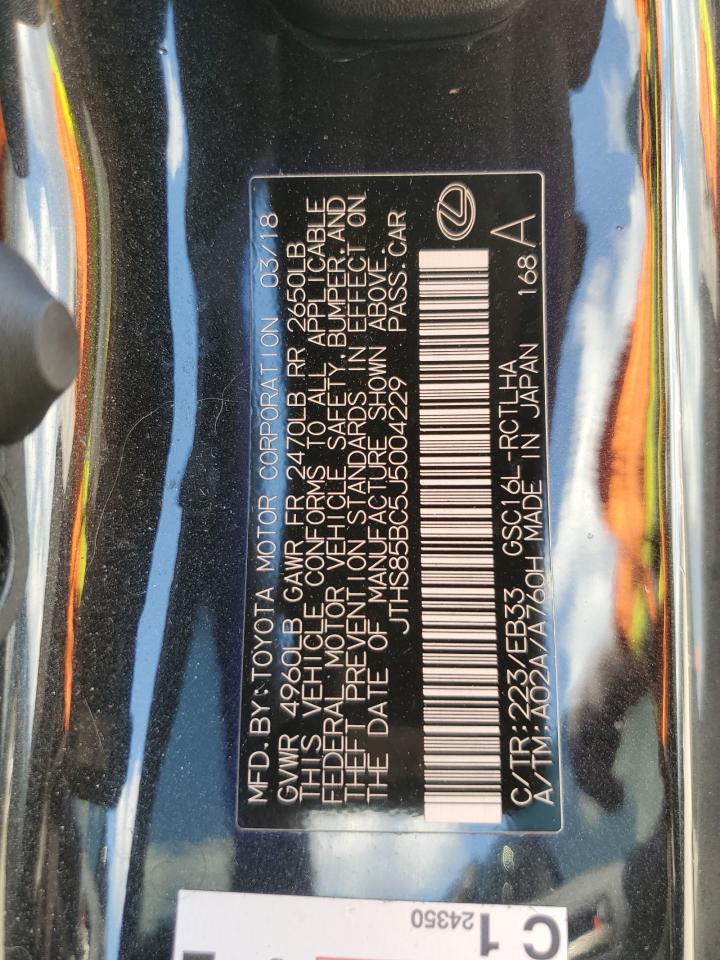 MFD. BY: TOYOTA MOTOR CORPORATION 03/18
GVWR 4960LB GAWR FR 2470LB RR 2650LB
THIS VEHICLE CONFORMS TO ALL APPLICABLE
FEDERAL MOTOR VEHICLE SAFETY, BUMPER, AND
THEFT PREVENTION STANDARDS IN EFFECT ON
THE DATE OF MANUFACTURE SHOWN ABOVE.
JTHS85BC5J5004229 PASS. CAR
C/TR: 223/EB33 GSC16L-RCTLHA 168 A
A/TM: A02A/A760H MADE IN JAPAN
C1
24350